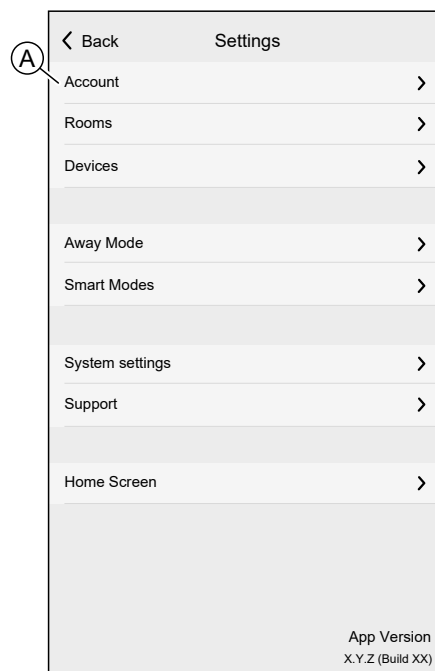 Back Settings
A
Account
Rooms
Devices
Away Mode
Smart Modes
System settings
Support
Home Screen
App Version
X.Y.Z (Build XX)